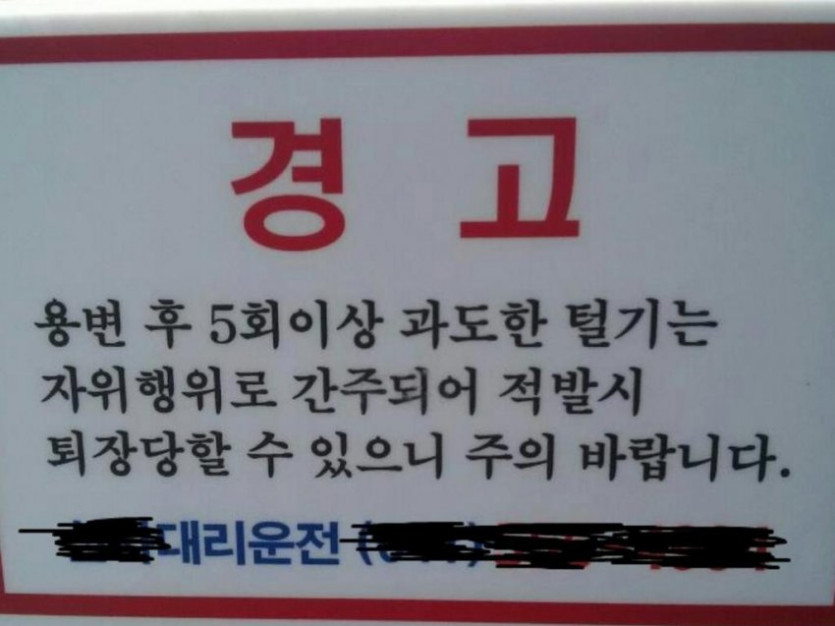 경 고
용변 후 5회이상 과도한 털기는
자위행위로 간주되어 적발시
퇴장당할 수 있으니 주의 바랍니다.
대리운전